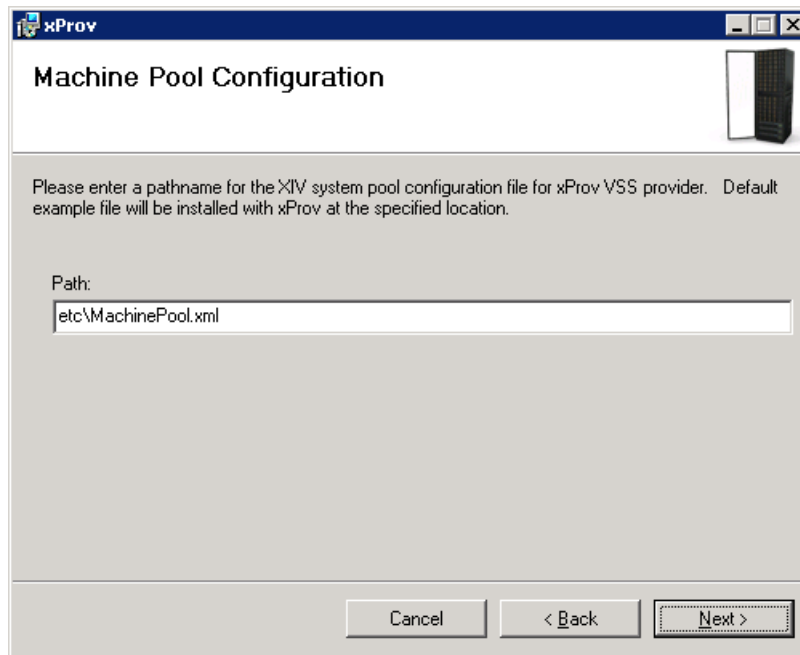 xProv
Machine Pool Configuration
Please enter a pathname for the XIV system pool configuration file for xProv VSS provider. Default
example file will be installed with xProv at the specified location.
Path:
etc\MachinePool.xml
Cancel
< Back
Next >